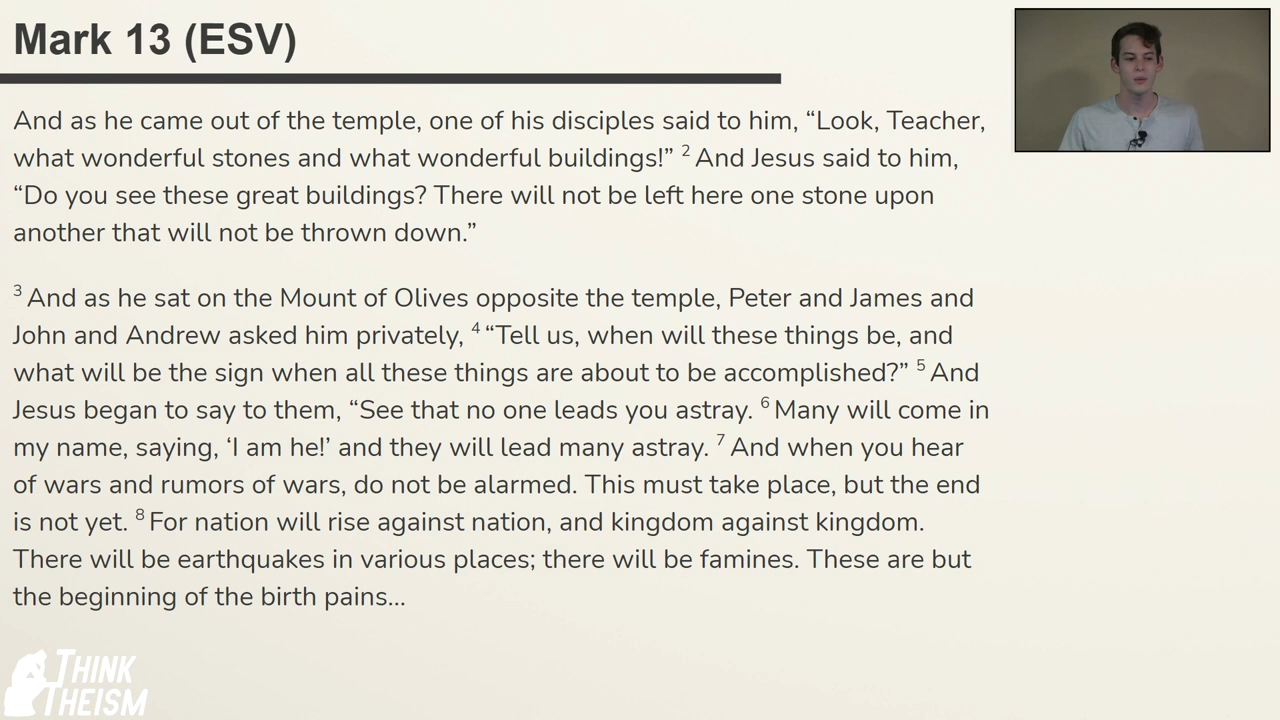 Mark 13 (ESV)
And as he came out of the temple, one of his disciples said to him, “Look, Teacher,
what wonderful stones and what wonderful buildings!” 2 And Jesus said to him,
“Do you see these great buildings? There will not be left here one stone upon
another that will not be thrown down.”
3 And as he sat on the Mount of Olives opposite the temple, Peter and James and
John and Andrew asked him privately, 4 “Tell us, when will these things be, and
what will be the sign when all these things are about to be accomplished?” 5 And
Jesus began to say to them, “See that no one leads you astray. 6 Many will come in
my name, saying, ‘I am he!’ and they will lead many astray. 7 And when you hear
of wars and rumors of wars, do not be alarmed. This must take place, but the end
is not yet. 8 For nation will rise against nation, and kingdom against kingdom.
There will be earthquakes in various places; there will be famines. These are but
the beginning of the birth pains...
THINK
THEISM